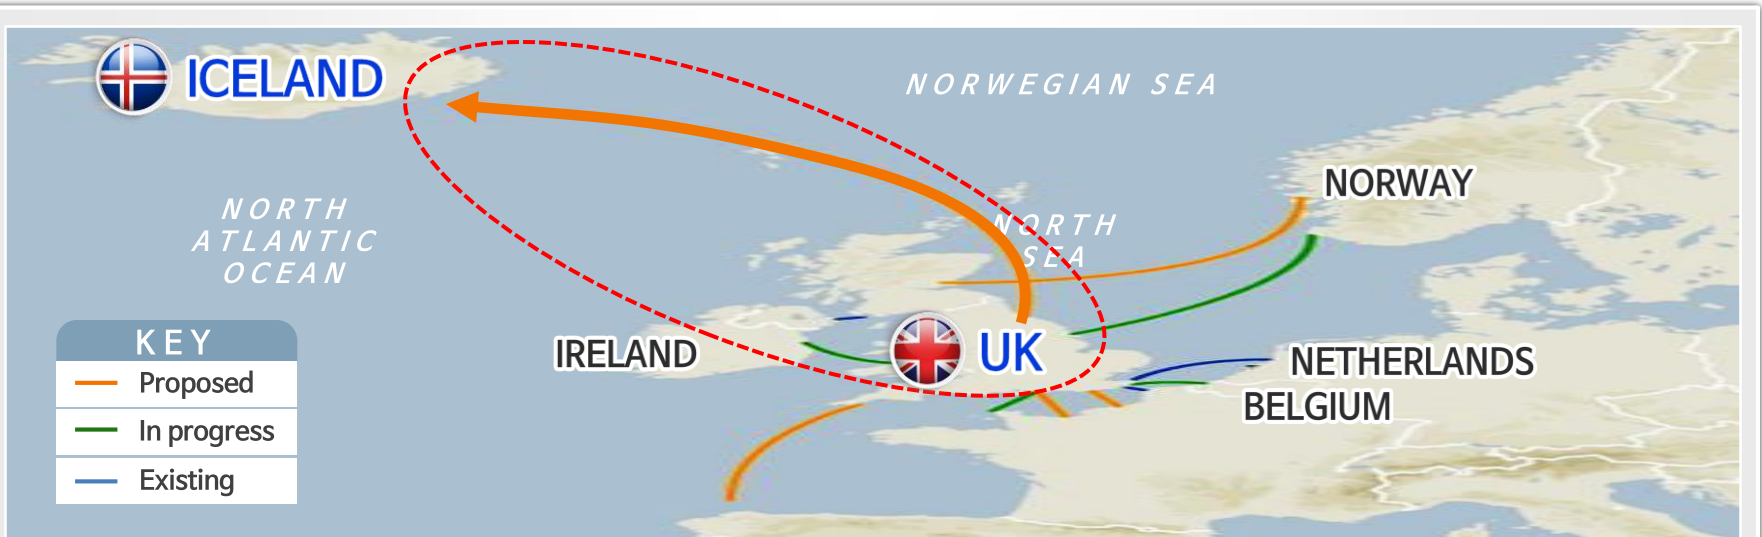 ICELAND
NORWEGIAN SEA
NORWAY
NORTH
ATLANTIC
OCEAN
NORTH
SEA
IRELAND
UK
NETHERLANDS
BELGIUM
KEY
Proposed
In progress
Existing